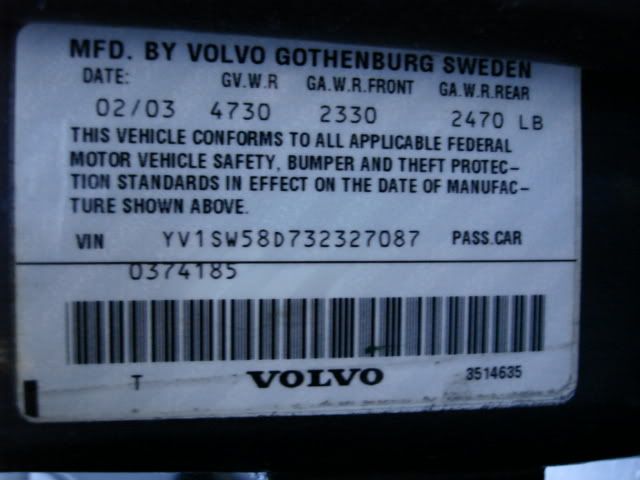 MFD. BY VOLVO GOTHENBURG SWEDEN
DATE: GV.W.R GA.W.R.FRONT GA.W.R.REAR
02/03 4730 2330 2470 LB
THIS VEHICLE CONFORMS TO ALL APPLICABLE FEDERAL
MOTOR VEHICLE SAFETY, BUMPER AND THEFT PROTEC-
TION STANDARDS IN EFFECT ON THE DATE OF MANUFAC-
TURE SHOWN ABOVE.
VIN YV1SW58D732327087 PASS.CAR
0374185
T VOLVO 3514635